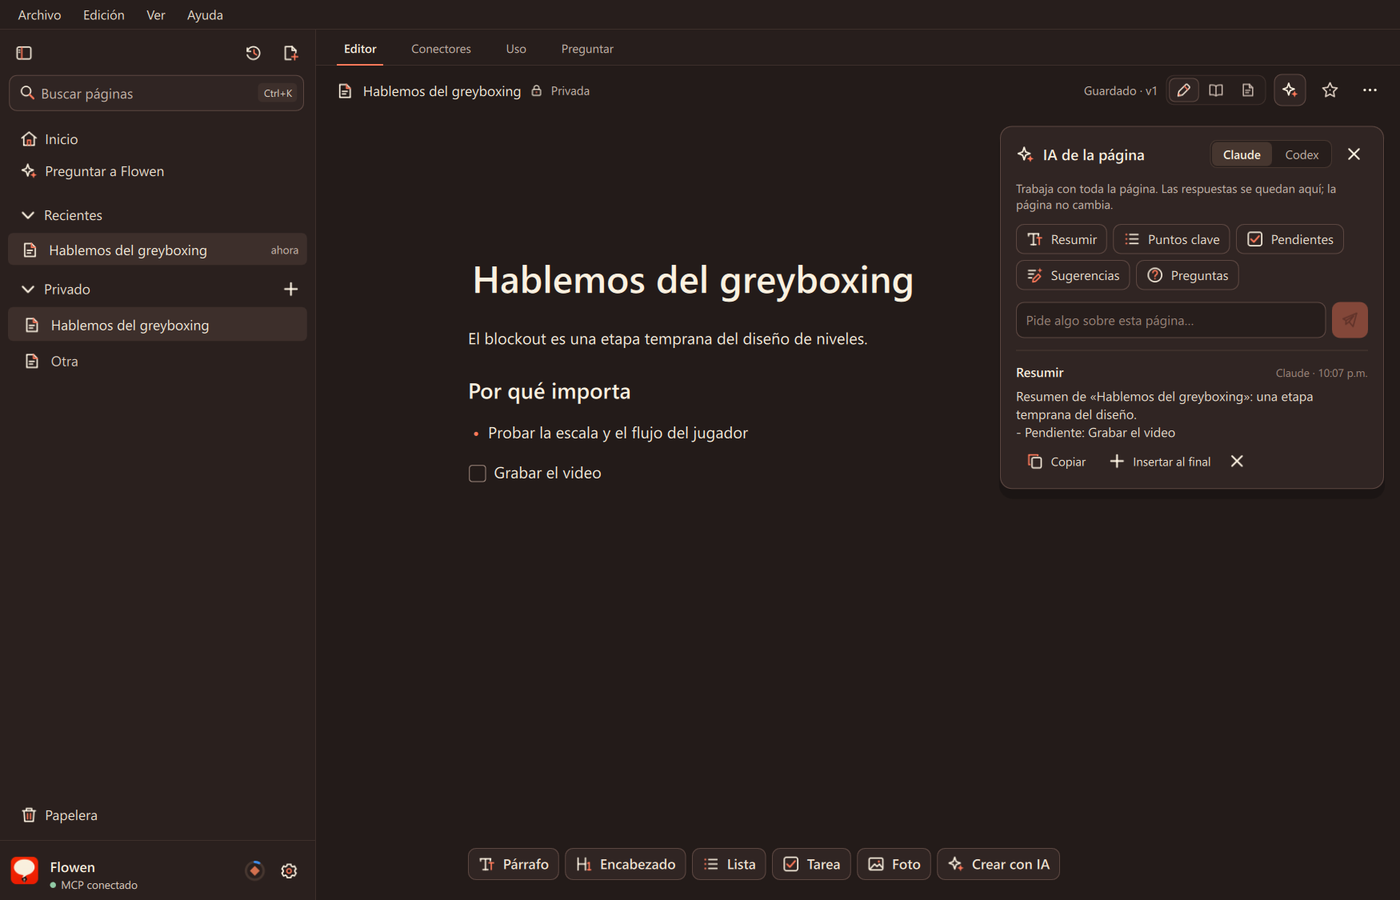 Archivo Edición Ver Ayuda
Buscar páginas Ctrl+K
Inicio
Preguntar a Flowen
Recientes
Hablemos del greyboxing ahora
Privado
Hablemos del greyboxing
Otra
Papelera
Flowen
MCP conectado
Editor Conectores Uso Preguntar
Hablemos del greyboxing Privada
Guardado · v1
Hablemos del greyboxing
El blockout es una etapa temprana del diseño de niveles.
Por qué importa
• Probar la escala y el flujo del jugador
Grabar el video
Párrafo Encabezado Lista Tarea Foto Crear con IA
IA de la página Claude Codex
Trabaja con toda la página. Las respuestas se quedan aquí; la
página no cambia.
Resumir Puntos clave Pendientes
Sugerencias Preguntas
Pide algo sobre esta página...
Resumir Claude · 10:07 p.m.
Resumen de «Hablemos del greyboxing»: una etapa
temprana del diseño.
- Pendiente: Grabar el video
Copiar Insertar al final